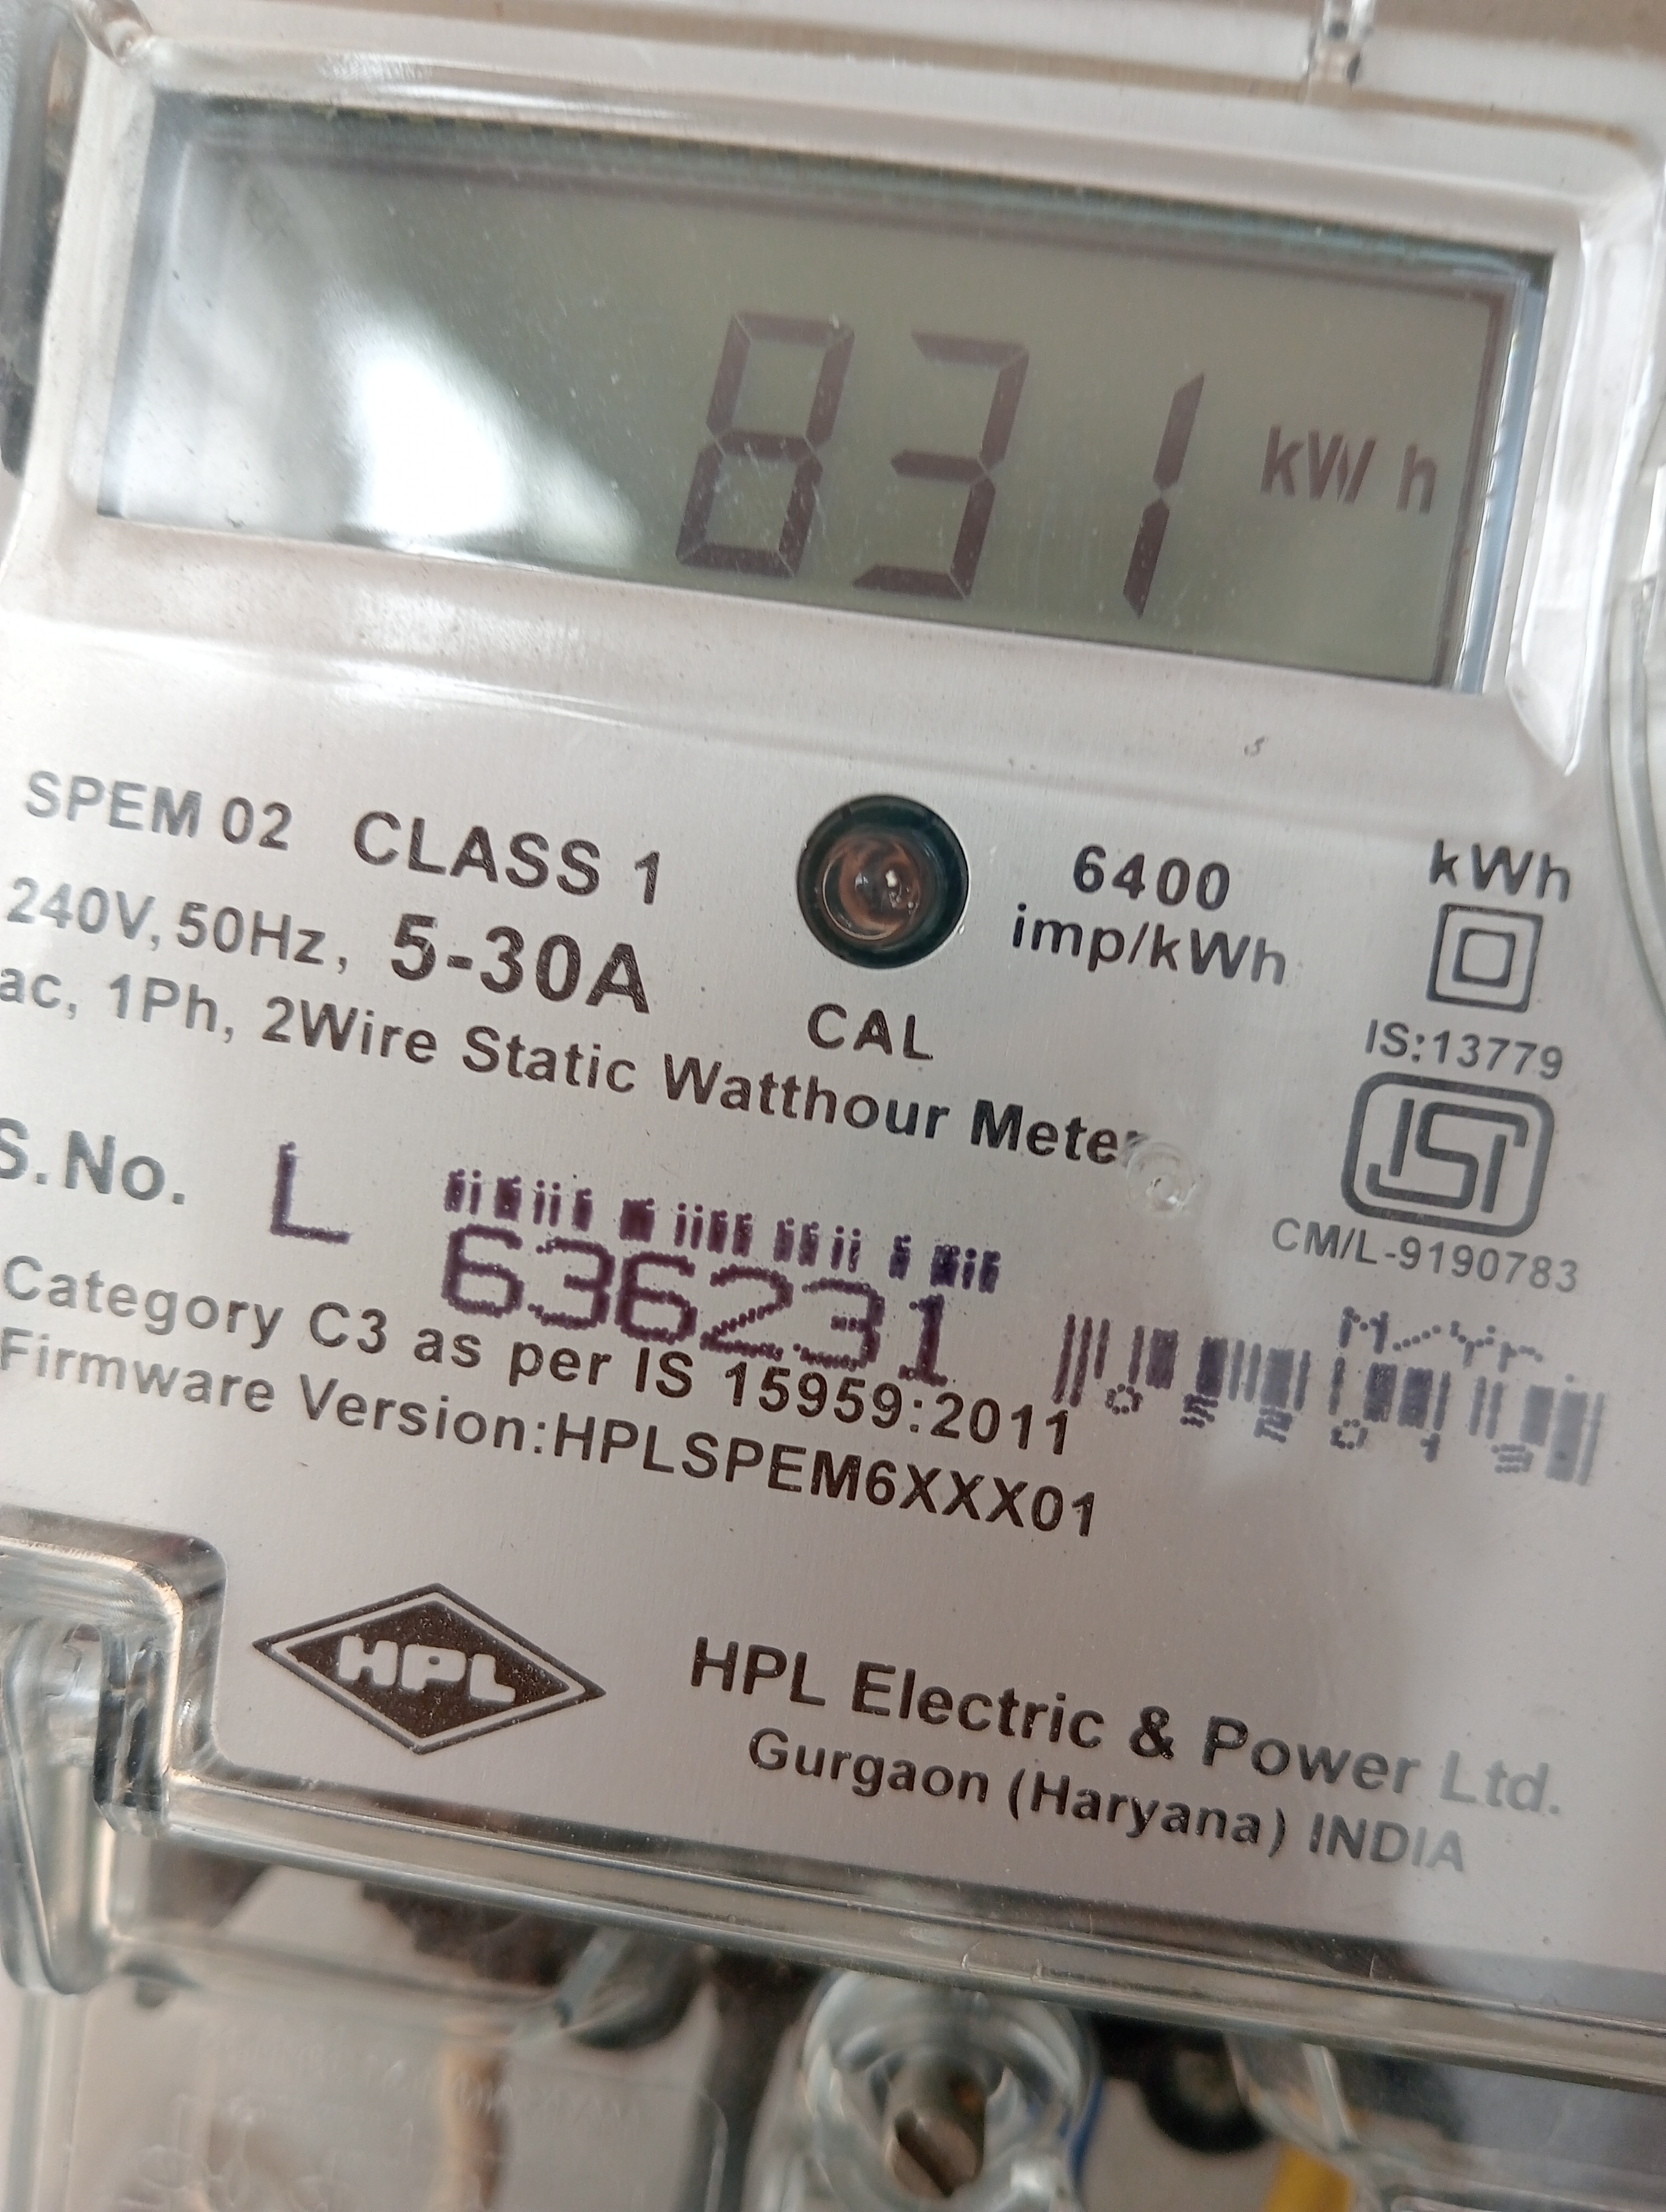 831 kWh
SPEM 02 CLASS 1
240V, 50Hz, 5-30A
ac, 1Ph, 2Wire Static Watthour Meter
CAL
6400
imp/kWh
kWh
IS:13779
ISI
CM/L-9190783
S.No. L 636231
Category C3 as per IS 15959:2011
Firmware Version:HPLSPEM6XXX01
HPL
HPL Electric & Power Ltd.
Gurgaon (Haryana) INDIA